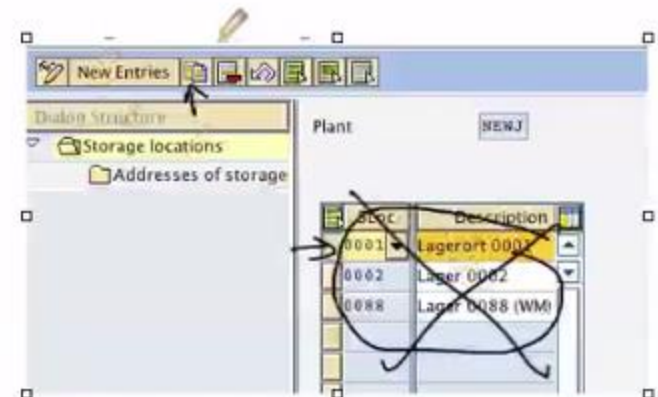 New Entries
Dialog Structure
Plant NEWJ
Storage locations
Addresses of storage
SLoc Description
0001 Lagerort 0001
0002 Lager 0002
0088 Lager 0088 (WM)